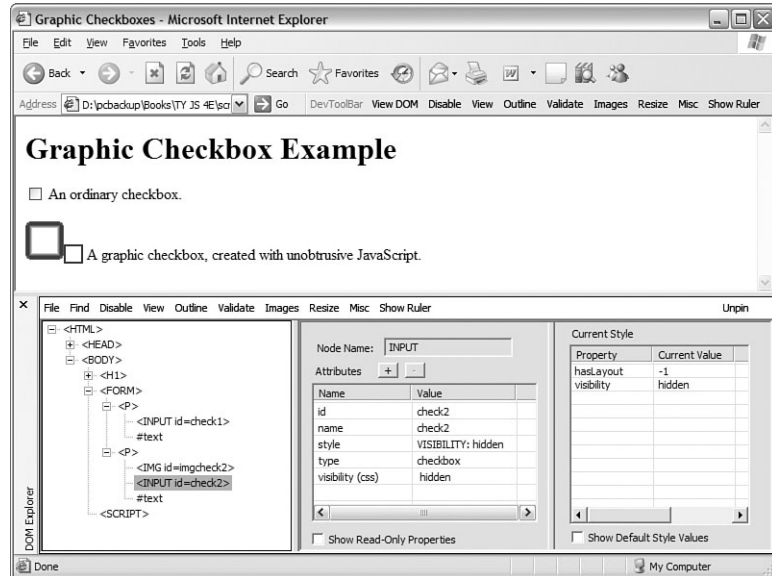 Graphic Checkboxes - Microsoft Internet Explorer
File Edit View Favorites Tools Help
Back Search Favorites
Address D:\pcbackup\Books\TY JS 4E\scr Go DevToolBar View DOM Disable View Outline Validate Images Resize Misc Show Ruler
Graphic Checkbox Example
An ordinary checkbox.
A graphic checkbox, created with unobtrusive JavaScript.
File Find Disable View Outline Validate Images Resize Misc Show Ruler Unpin
DOM Explorer
<HTML>
<HEAD>
<BODY>
<H1>
<FORM>
<P>
<INPUT id=check1>
#text
<P>
<IMG id=imgcheck2>
<INPUT id=check2>
#text
<SCRIPT>
Node Name: INPUT
Attributes + -
Name Value
id check2
name check2
style VISIBILITY: hidden
type checkbox
visibility (css) hidden
Show Read-Only Properties
Current Style
Property Current Value
hasLayout -1
visibility hidden
Show Default Style Values
Done My Computer